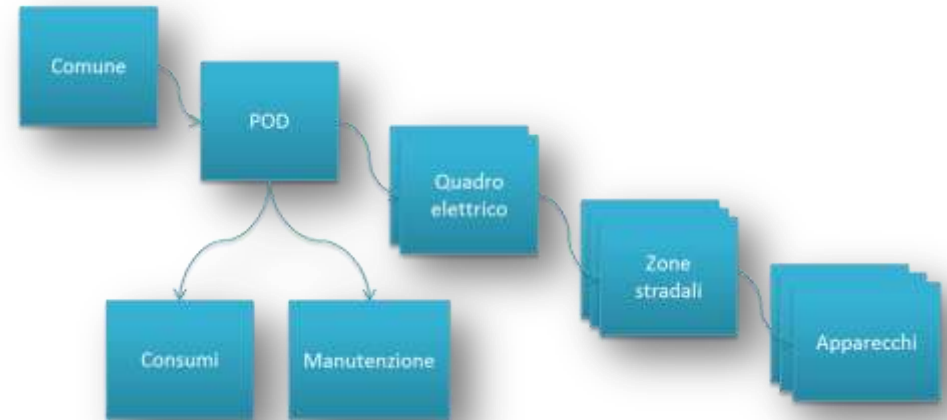 Comune
POD
Quadro
elettrico
Zone
stradali
Apparecchi
Consumi
Manutenzione